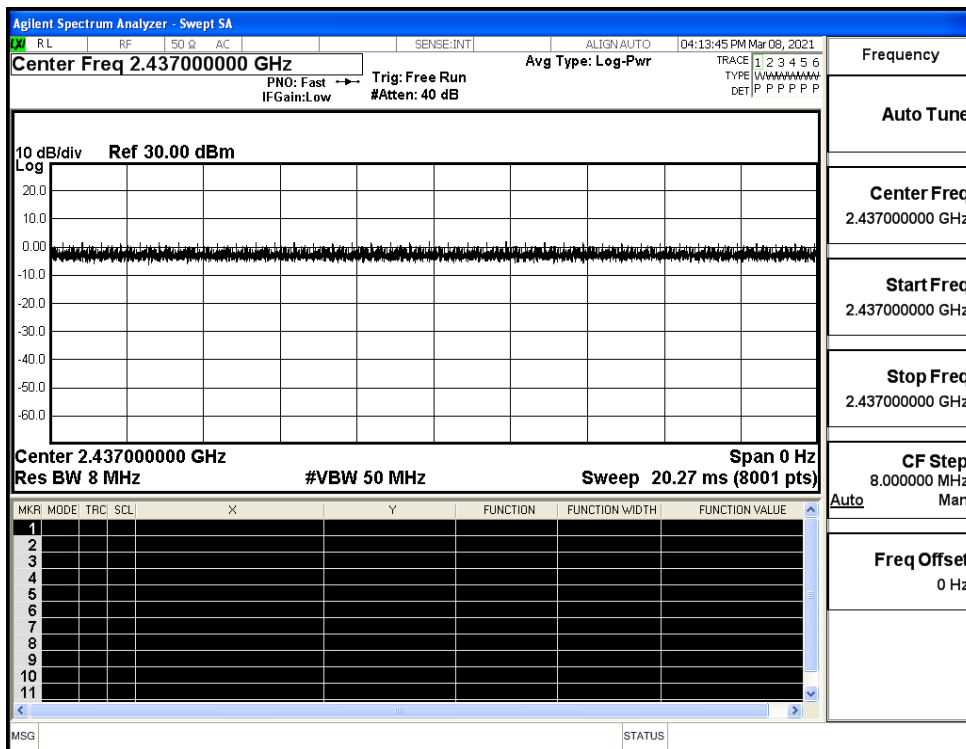 Agilent Spectrum Analyzer - Swept SA
LXI RL RF 50 Ω AC SENSE:INT ALIGN AUTO 04:13:45 PM Mar 08, 2021
Center Freq 2.437000000 GHz
PNO: Fast
IFGain:Low
Trig: Free Run
#Atten: 40 dB
Avg Type: Log-Pwr
TRACE 1 2 3 4 5 6
TYPE WWWWWW
DET P P P P P P
10 dB/div Ref 30.00 dBm
Log
20.0
10.0
0.00
-10.0
-20.0
-30.0
-40.0
-50.0
-60.0
Center 2.437000000 GHz Span 0 Hz
Res BW 8 MHz #VBW 50 MHz Sweep 20.27 ms (8001 pts)
MKR MODE TRC SCL X Y FUNCTION FUNCTION WIDTH FUNCTION VALUE
1
2
3
4
5
6
7
8
9
10
11
MSG STATUS
Frequency
Auto Tune
Center Freq
2.437000000 GHz
Start Freq
2.437000000 GHz
Stop Freq
2.437000000 GHz
CF Step
8.000000 MHz
Auto Man
Freq Offset
0 Hz